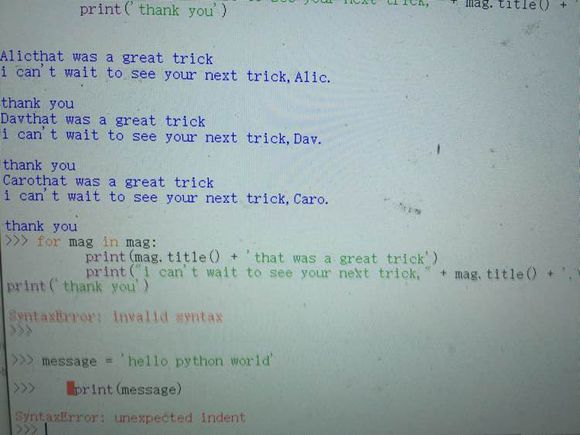 next trick, " + mag.title() + '
print('thank you')
Alicthat was a great trick
i can't wait to see your next trick, Alic.
thank you
Davthat was a great trick
i can't wait to see your next trick, Dav.
thank you
Carothat was a great trick
i can't wait to see your next trick, Caro.
thank you
>>> for mag in mag:
print(mag.title() + 'that was a great trick')
print("i can't wait to see your next trick, " + mag.title() + '.
print('thank you')
SyntaxError: invalid syntax
>>>
>>> message = 'hello python world'
>>> print(message)
SyntaxError: unexpected indent
>>>